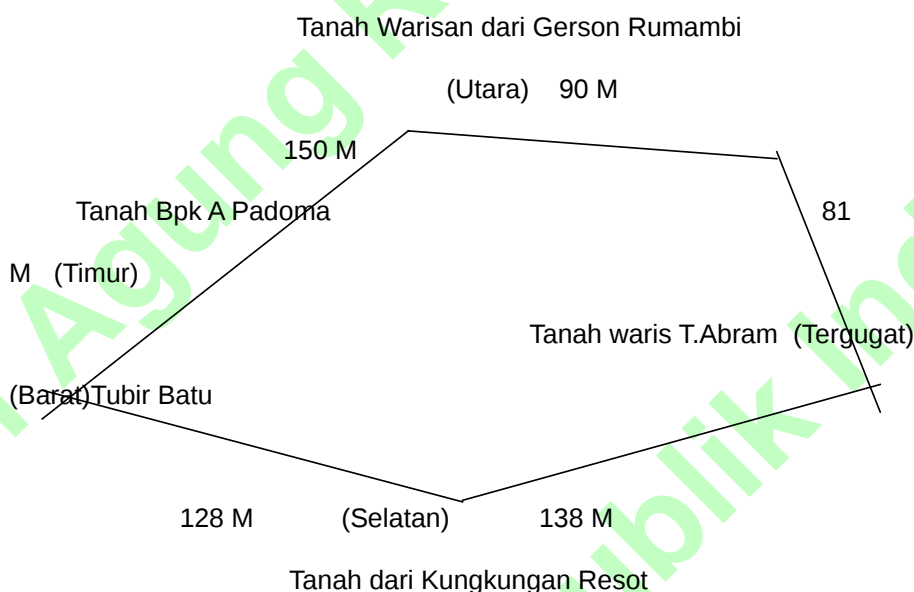 Tanah Warisan dari Gerson Rumambi
(Utara) 90 M
150 M
Tanah Bpk A Padoma 81
M (Timur)
Tanah waris T.Abram (Tergugat)
(Barat)Tubir Batu
128 M (Selatan) 138 M
Tanah dari Kungkungan Resot
Agung